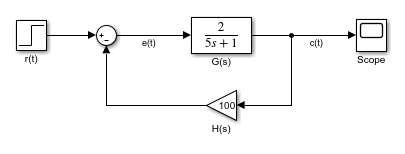 2
5s + 1
+
-
r(t)
e(t)
G(s)
c(t)
Scope
100
H(s)